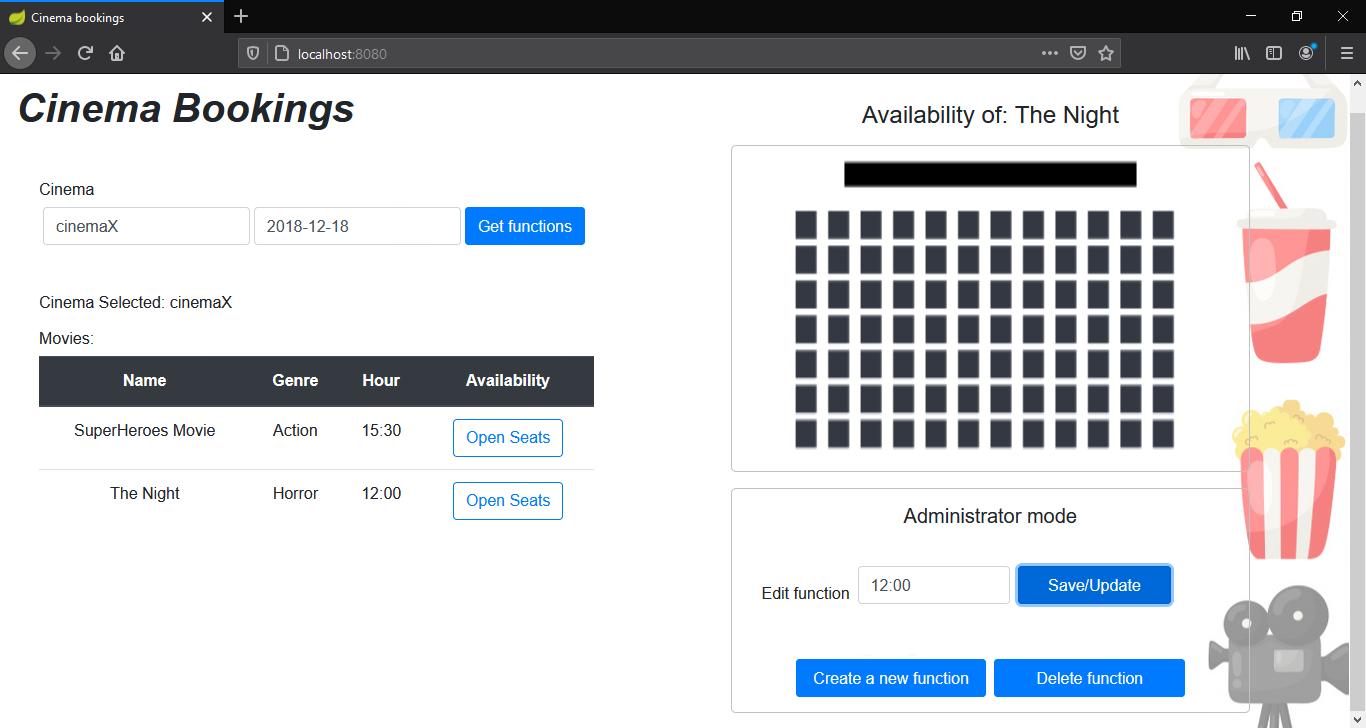 Cinema bookings
localhost:8080
Cinema Bookings
Cinema
cinemaX
2018-12-18
Get functions
Cinema Selected: cinemaX
Movies:
Name Genre Hour Availability
SuperHeroes Movie Action 15:30 Open Seats
The Night Horror 12:00 Open Seats
Availability of: The Night
Administrator mode
Edit function 12:00 Save/Update
Create a new function Delete function